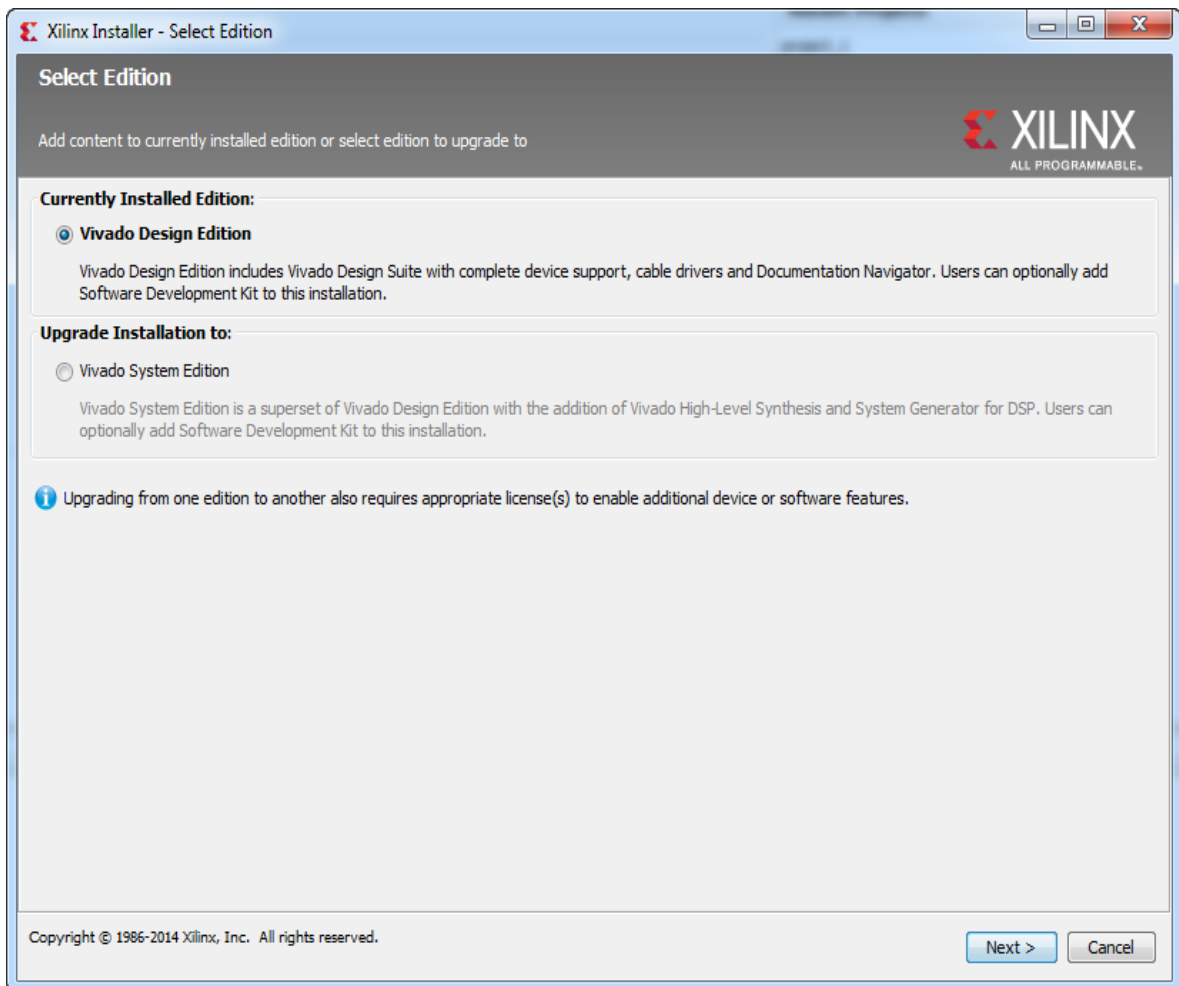 Xilinx Installer - Select Edition
Select Edition
Add content to currently installed edition or select edition to upgrade to
XILINX
ALL PROGRAMMABLE.
Currently Installed Edition:
Vivado Design Edition
Vivado Design Edition includes Vivado Design Suite with complete device support, cable drivers and Documentation Navigator. Users can optionally add
Software Development Kit to this installation.
Upgrade Installation to:
Vivado System Edition
Vivado System Edition is a superset of Vivado Design Edition with the addition of Vivado High-Level Synthesis and System Generator for DSP. Users can
optionally add Software Development Kit to this installation.
Upgrading from one edition to another also requires appropriate license(s) to enable additional device or software features.
Copyright © 1986-2014 Xilinx, Inc. All rights reserved.
Next >
Cancel